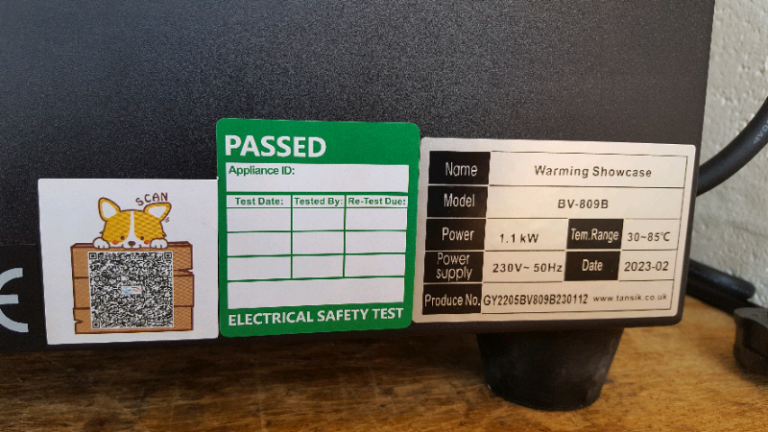 SCAN
PASSED
Appliance ID:
Test Date: Tested By: Re-Test Due:
ELECTRICAL SAFETY TEST
Name Warming Showcase
Model BV-809B
Power 1.1 kW Tem.Range 30~85℃
Power supply 230V~ 50Hz Date 2023-02
Produce No. GY2205BV809B230112 www.tansik.co.uk
CE